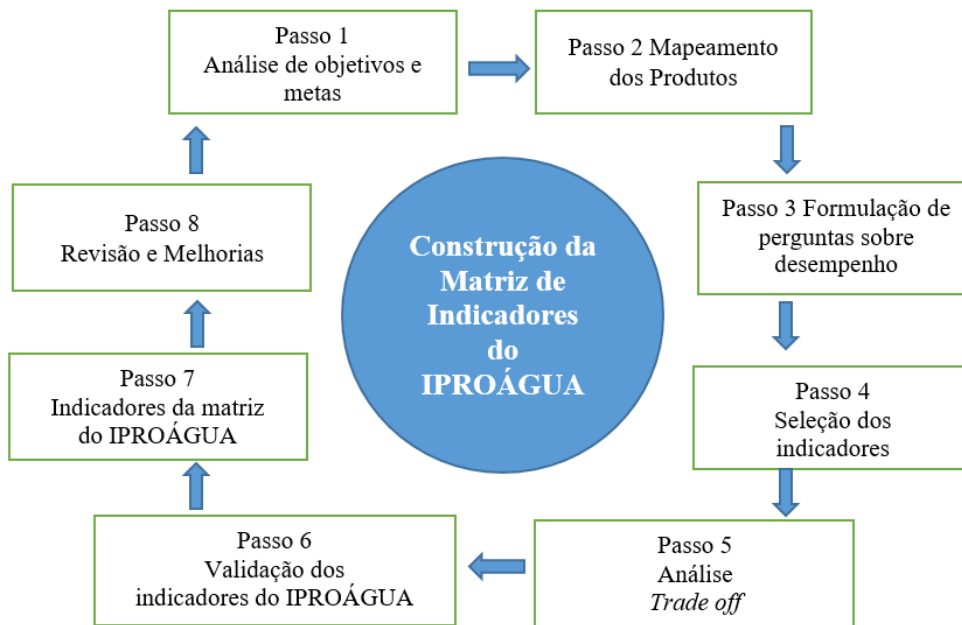 Passo 1
Análise de objetivos e
metas
Passo 2 Mapeamento
dos Produtos
Passo 3 Formulação de
perguntas sobre
desempenho
Passo 4
Seleção dos
indicadores
Passo 5
Análise
Trade off
Passo 6
Validação dos
indicadores do IPROÁGUA
Passo 7
Indicadores da matriz
do IPROÁGUA
Passo 8
Revisão e Melhorias
Construção da
Matriz de
Indicadores
do
IPROÁGUA